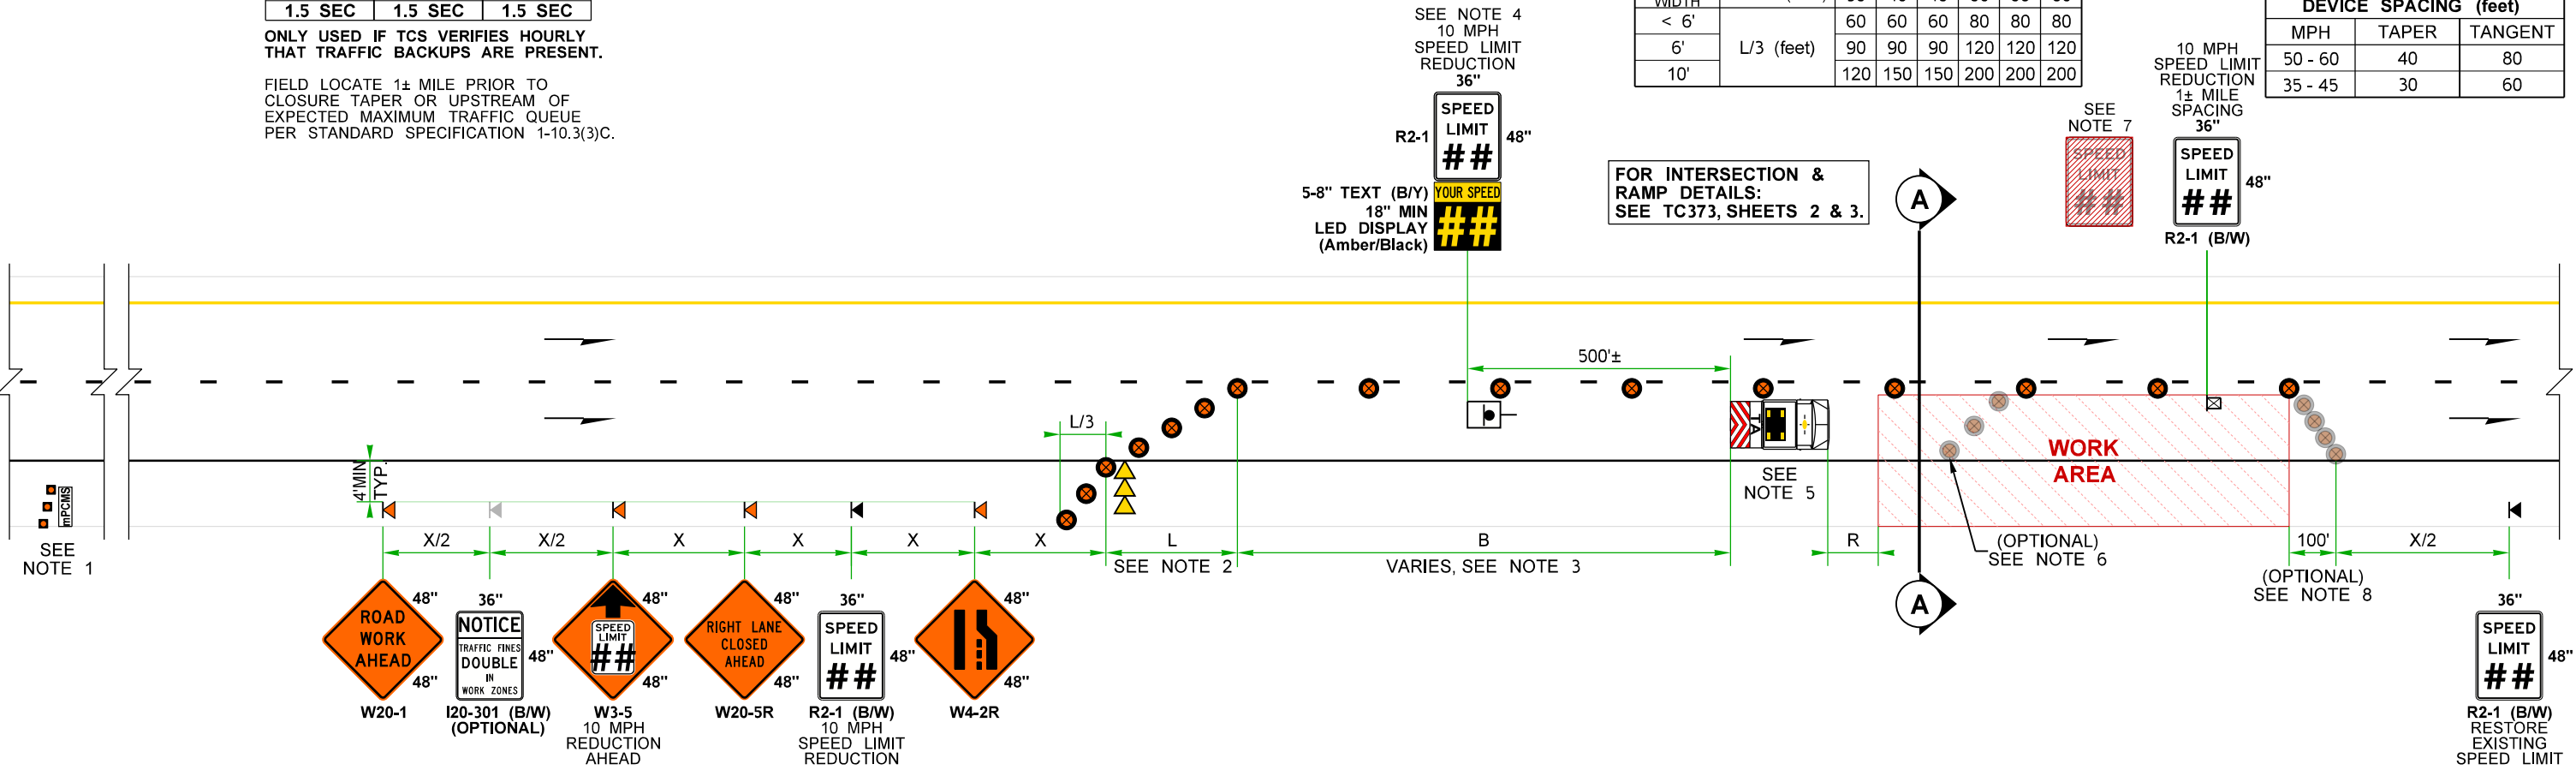 1.5 SEC 1.5 SEC 1.5 SEC
ONLY USED IF TCS VERIFIES HOURLY
THAT TRAFFIC BACKUPS ARE PRESENT.
FIELD LOCATE 1± MILE PRIOR TO
CLOSURE TAPER OR UPSTREAM OF
EXPECTED MAXIMUM TRAFFIC QUEUE
PER STANDARD SPECIFICATION 1-10.3(3)C.
SEE NOTE 4
10 MPH
SPEED LIMIT
REDUCTION
36"
SPEED
LIMIT
##
R2-1
48"
5-8" TEXT (B/Y)
18" MIN
LED DISPLAY
(Amber/Black)
YOUR SPEED
##
WIDTH
< 6' 60 60 60 80 80 80
6' L/3 (feet) 90 90 90 120 120 120
10' 120 150 150 200 200 200
FOR INTERSECTION &
RAMP DETAILS:
SEE TC373, SHEETS 2 & 3.
DEVICE SPACING (feet)
MPH TAPER TANGENT
50 - 60 40 80
35 - 45 30 60
SEE
NOTE 7
SPEED
LIMIT
##
10 MPH
SPEED LIMIT
REDUCTION
1± MILE
SPACING
36"
SPEED
LIMIT
##
48"
R2-1 (B/W)
A
500'±
L/3
4'MIN
TYP.
mPCMS
SEE
NOTE 1
T
A
SEE
NOTE 5
WORK
AREA
X/2 X/2 X X X X L B R 100' X/2
SEE NOTE 2
VARIES, SEE NOTE 3
(OPTIONAL)
SEE NOTE 6
(OPTIONAL)
SEE NOTE 8
A
ROAD
WORK
AHEAD
48"
48"
W20-1
36"
NOTICE
TRAFFIC FINES
DOUBLE
IN
WORK ZONES
48"
I20-301 (B/W)
(OPTIONAL)
SPEED
LIMIT
##
48"
48"
W3-5
10 MPH
REDUCTION
AHEAD
RIGHT LANE
CLOSED
AHEAD
48"
48"
W20-5R
36"
SPEED
LIMIT
##
48"
R2-1 (B/W)
10 MPH
SPEED LIMIT
REDUCTION
48"
48"
W4-2R
36"
SPEED
LIMIT
##
48"
R2-1 (B/W)
RESTORE
EXISTING
SPEED LIMIT